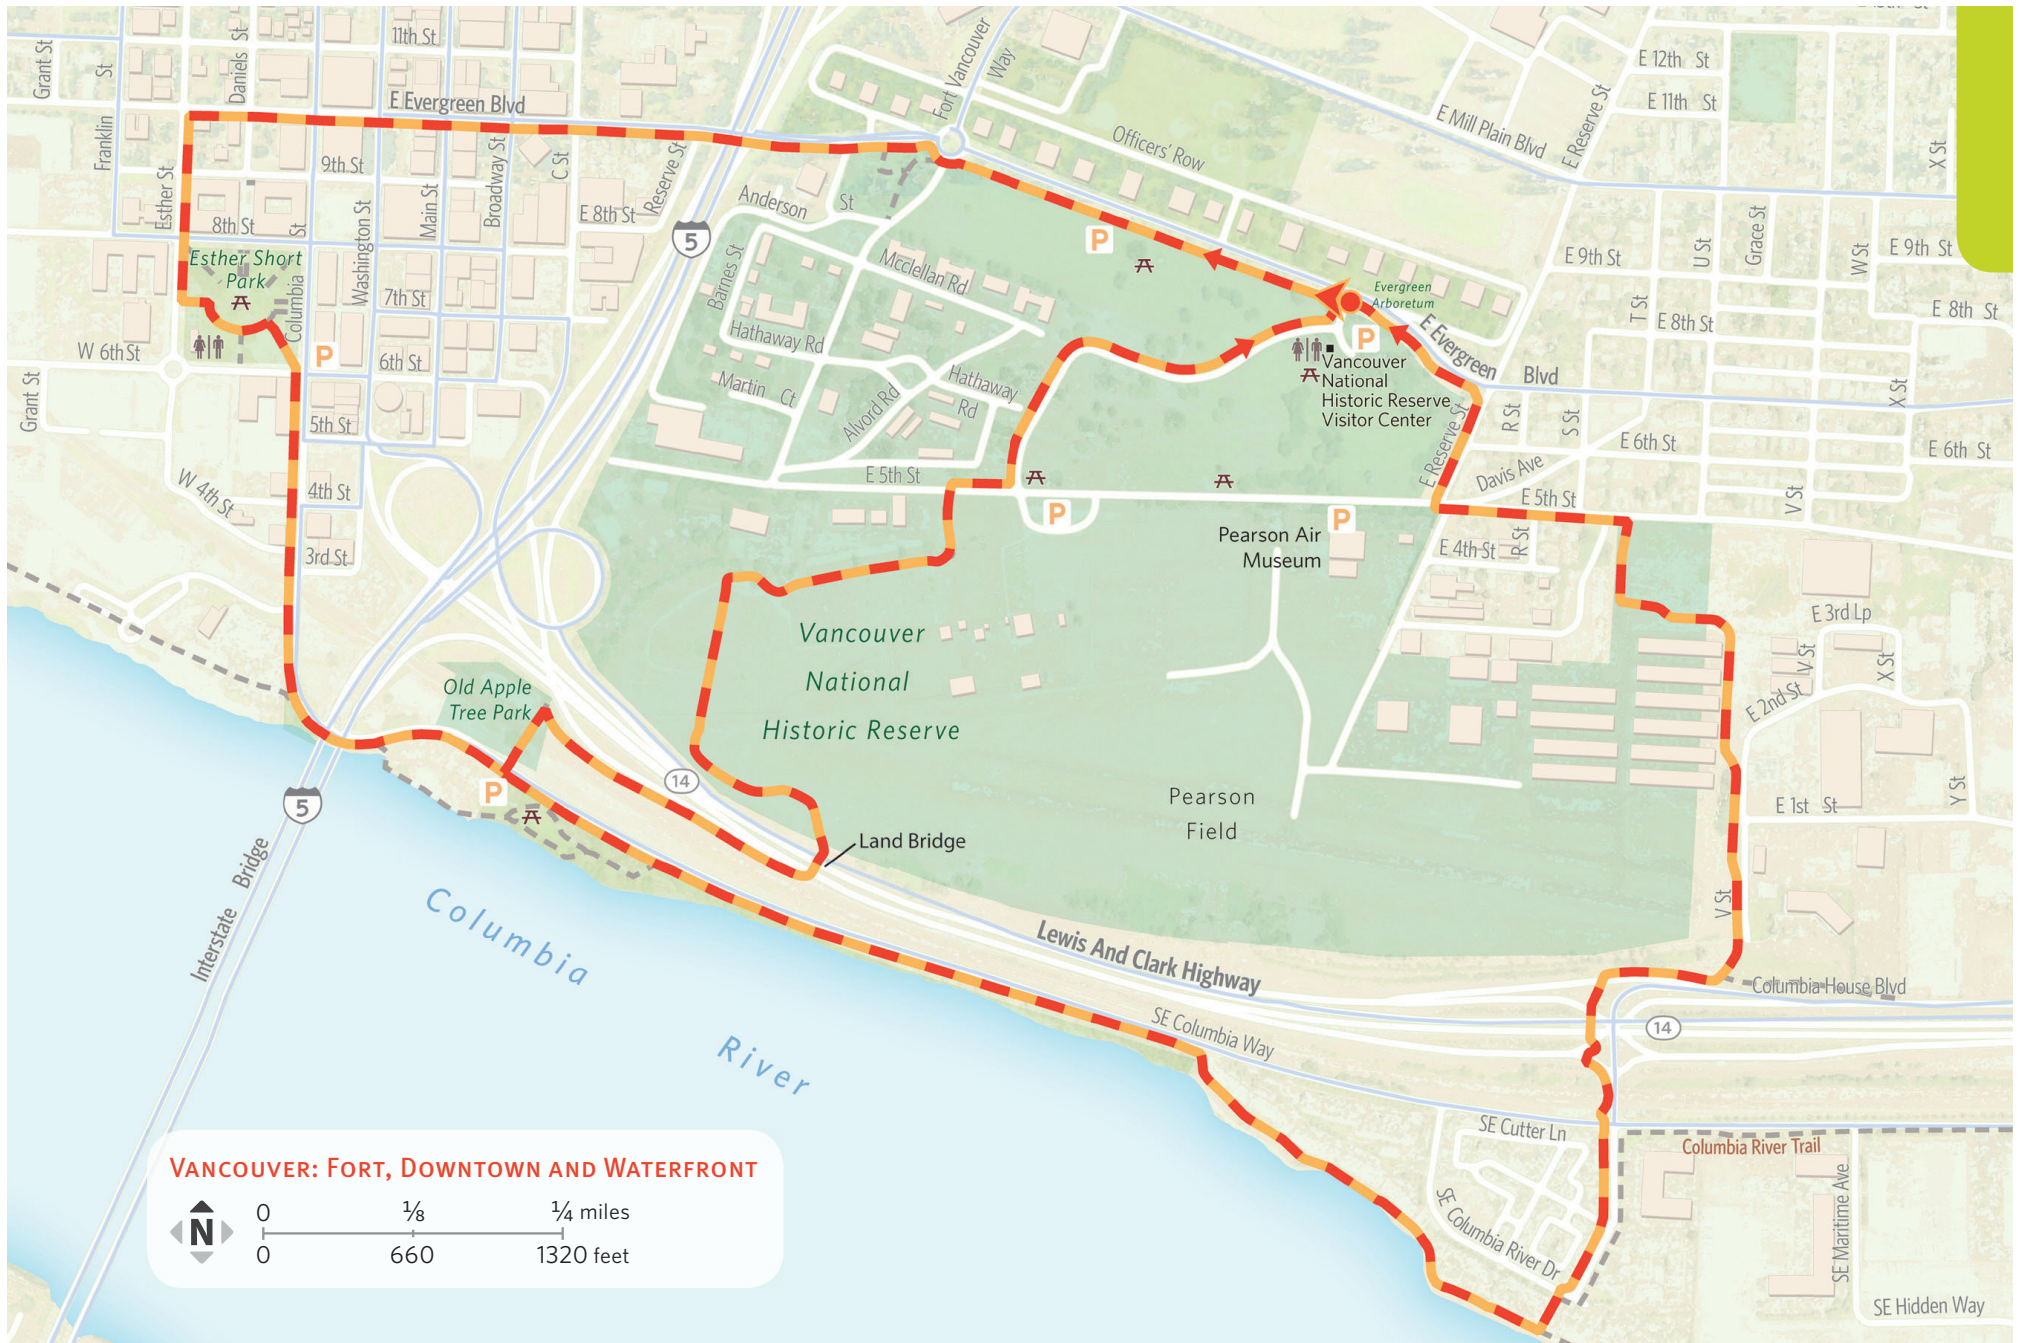 Grant St
St
Daniels St
11th St
Fort Vancouver
Way
E 12th St
E 11th St
E Evergreen Blvd
E Mill Plain Blvd
E Reserve St
X St
Franklin
Esther St
9th St
Broadway St
C St
Reserve St
Officers' Row
Anderson
St
8th St
St
Washington St
Main St
E 8th St
5
Barnes St
Mcclellan Rd
E 9th St
U St
Grace St
W St
E 9th St
Esther Short
Park
Columbia
7th St
Evergreen
Arboretum
T St
E 8th St
E 8th St
P
P
Hathaway Rd
E Evergreen
Blvd
W 6th St
P
6th St
Vancouver
National
Historic Reserve
Visitor Center
Grant St
Martin Ct
Alvord Rd
Hathaway
Rd
R St
S St
X St
5th St
E Reserve St
E 6th St
E 6th St
W 4th St
4th St
E 5th St
Davis Ave
E 5th St
V St
P
P
Pearson Air
Museum
3rd St
E 4th St
R St
E 3rd Lp
Vancouver
National
Historic Reserve
V St
X St
E 2nd St
Old Apple
Tree Park
14
P
5
Pearson
Field
E 1st St
Y St
Land Bridge
Interstate Bridge
Columbia
River
V St
Lewis And Clark Highway
Columbia House Blvd
SE Columbia Way
14
SE Cutter Ln
Columbia River Trail
SE Columbia River Dr
SE Maritime Ave
SE Hidden Way
Vancouver: Fort, Downtown and Waterfront
N
0 ⅛ ¼ miles
0 660 1320 feet